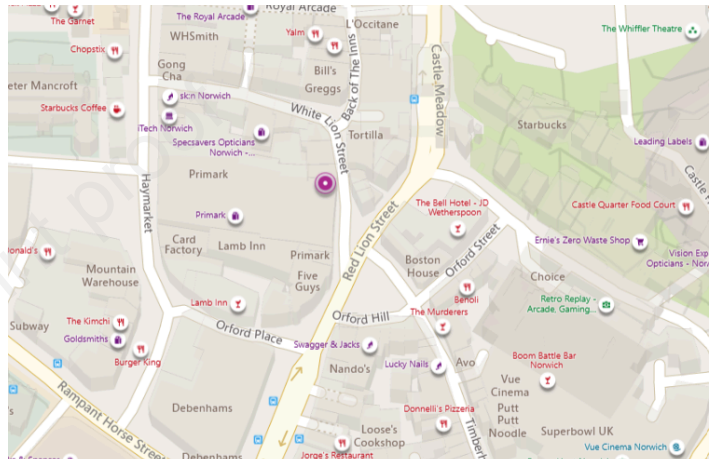 The Garnet
The Royal Arcade
Royal Arcade
L'Occitane
The Whiffler Theatre
WHSmith
Yalm
Chopstix
Bill's
Back of The Inns
Castle Meadow
Gong
Cha
Greggs
eter Mancroft
skin Norwich
Starbucks Coffee
White Lion Street
iTech Norwich
Tortilla
Starbucks
Specsavers Opticians
Norwich -...
Leading Labels
Primark
Haymarket
Castle
The Bell Hotel - JD
Wetherspoon
Castle Quarter Food Court
Primark
Red Lion Street
Orford Street
Card
Factory
Lamb Inn
Ernie's Zero Waste Shop
onald's
Primark
Boston
House
Vision Exp
Opticians - Norw
Mountain
Warehouse
Five
Guys
Choice
Benoli
Retro Replay -
Arcade, Gaming...
Lamb Inn
The Murderers
Subway
The Kimchi
Orford Place
Orford Hill
Goldsmiths
Swagger & Jacks
Burger King
Lucky Nails
Avo
Boom Battle Bar
Norwich
Nando's
Vue
Cinema
Rampant Horse Street
Debenhams
Donnelli's Pizzeria
Putt
Putt
Noodle
Loose's
Cookshop
Timberh
Superbowl UK
Debenhams
Jorge's Restaurant
Vue Cinema Norwich